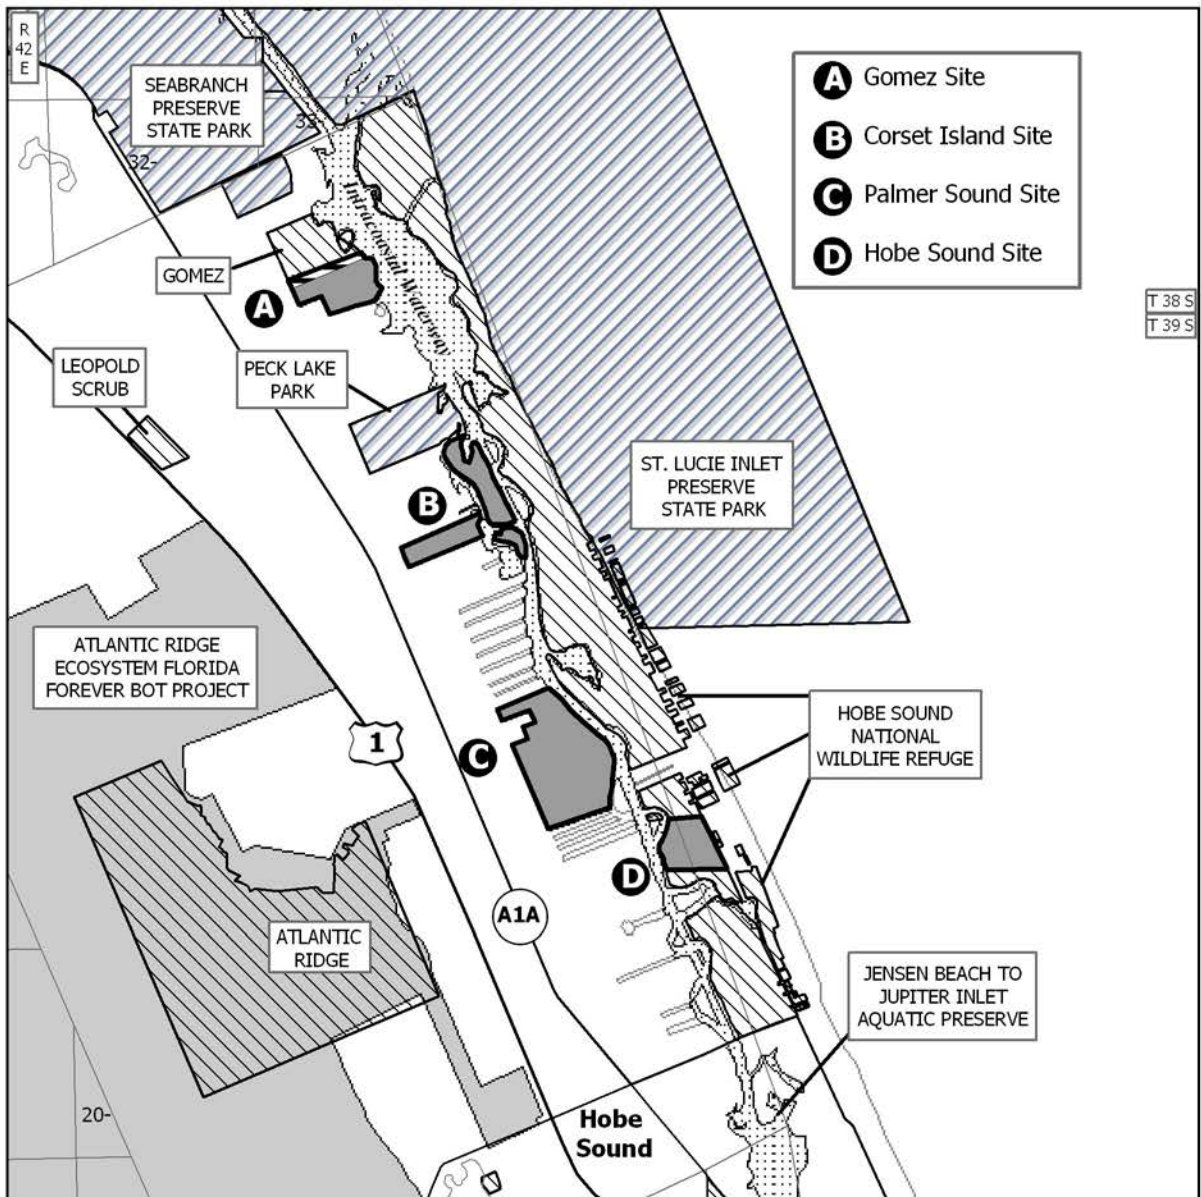 R
42
E
SEABRANCH
PRESERVE
STATE PARK
33-
32-
A Gomez Site
B Corset Island Site
C Palmer Sound Site
D Hobe Sound Site
T 38 S
T 39 S
Intracoastal Waterway
GOMEZ
A
LEOPOLD
SCRUB
PECK LAKE
PARK
ST. LUCIE INLET
PRESERVE
STATE PARK
B
ATLANTIC RIDGE
ECOSYSTEM FLORIDA
FOREVER BOT PROJECT
1
C
HOBE SOUND
NATIONAL
WILDLIFE REFUGE
D
A1A
ATLANTIC
RIDGE
JENSEN BEACH TO
JUPITER INLET
AQUATIC PRESERVE
20-
Hobe
Sound